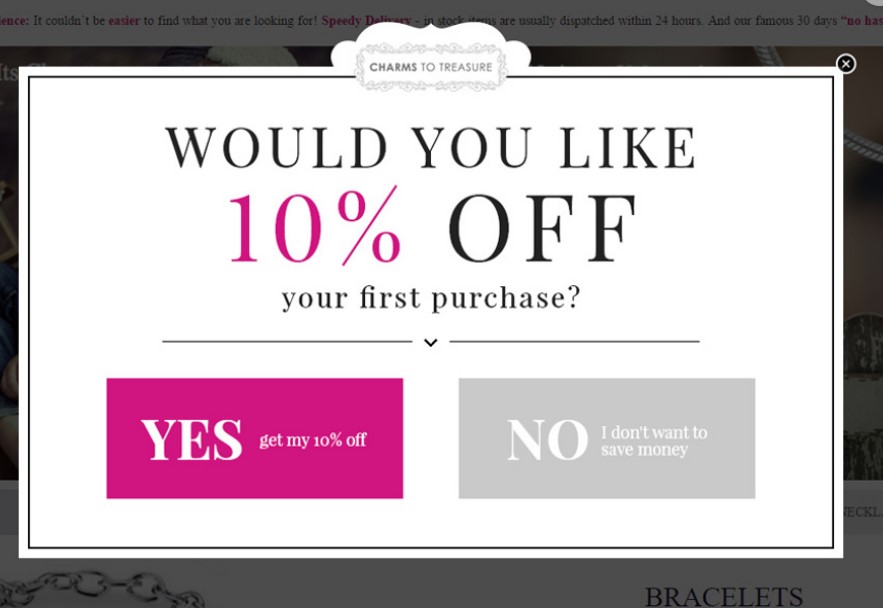 ience: It couldn't be easier to find what you are looking for! Speedy Delivery - in stock items are usually dispatched within 24 hours. And our famous 30 days "no has
CHARMS TO TREASURE
WOULD YOU LIKE
10% OFF
your first purchase?
YES get my 10% off
NO I don't want to
save money
NECKL
BRACELETS